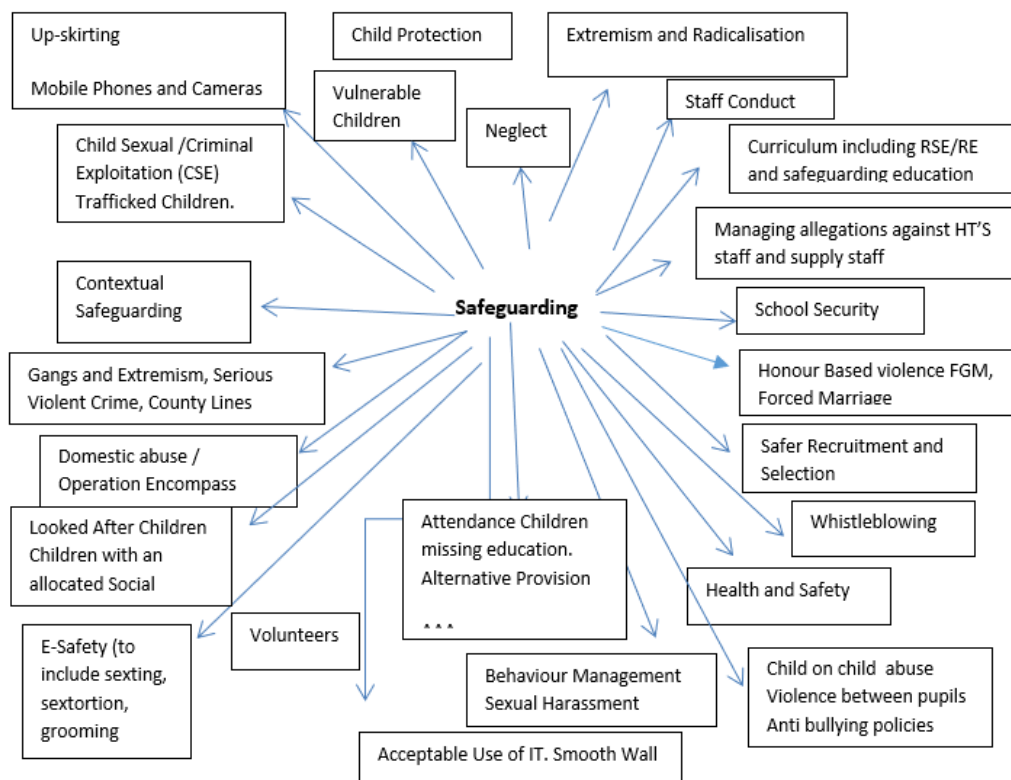 Up-skirting
Mobile Phones and Cameras
Child Protection
Extremism and Radicalisation
Vulnerable
Children
Staff Conduct
Neglect
Child Sexual /Criminal
Exploitation (CSE)
Trafficked Children.
Curriculum including RSE/RE
and safeguarding education
Managing allegations against HT'S
staff and supply staff
Contextual
Safeguarding
Safeguarding
School Security
Gangs and Extremism, Serious
Violent Crime, County Lines
Honour Based violence FGM,
Forced Marriage
Domestic abuse /
Operation Encompass
Safer Recruitment and
Selection
Looked After Children
Children with an
allocated Social
Attendance Children
missing education.
Alternative Provision
Whistleblowing
Health and Safety
E-Safety (to
include sexting,
sextortion,
grooming
Volunteers
Behaviour Management
Sexual Harassment
Child on child abuse
Violence between pupils
Anti bullying policies
Acceptable Use of IT. Smooth Wall